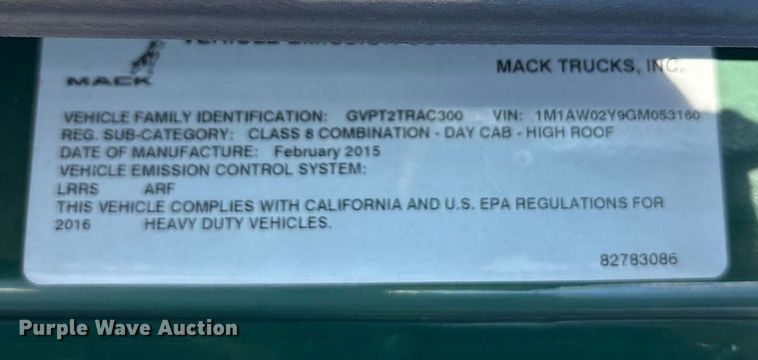 MACK
MACK TRUCKS, INC.
VEHICLE FAMILY IDENTIFICATION: GVPT2TRAC300 VIN: 1M1AW02Y9GM053160
REG. SUB-CATEGORY: CLASS 8 COMBINATION - DAY CAB - HIGH ROOF
DATE OF MANUFACTURE: February 2015
VEHICLE EMISSION CONTROL SYSTEM:
LRRS ARF
THIS VEHICLE COMPLIES WITH CALIFORNIA AND U.S. EPA REGULATIONS FOR
2016 HEAVY DUTY VEHICLES.
82783086
Purple Wave Auction